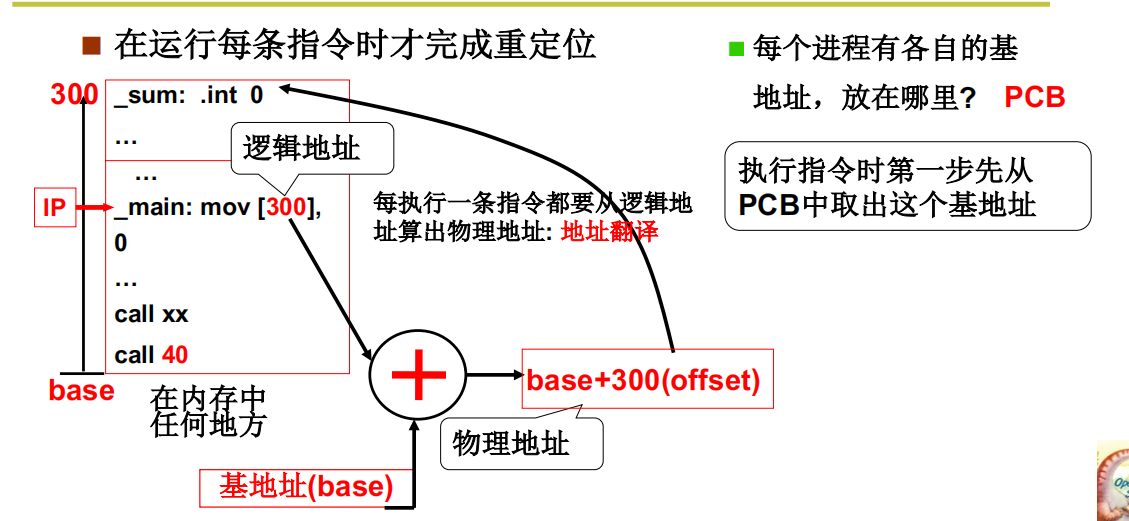 ■ 在运行每条指令时才完成重定位
300
_sum: .int 0
…
逻辑地址
…
IP
_main: mov [300],
0
…
call xx
call 40
base
在内存中
任何地方
每执行一条指令都要从逻辑地
址算出物理地址: 地址翻译
+
base+300(offset)
物理地址
基地址(base)
■ 每个进程有各自的基
地址，放在哪里? PCB
执行指令时第一步先从
PCB中取出这个基地址